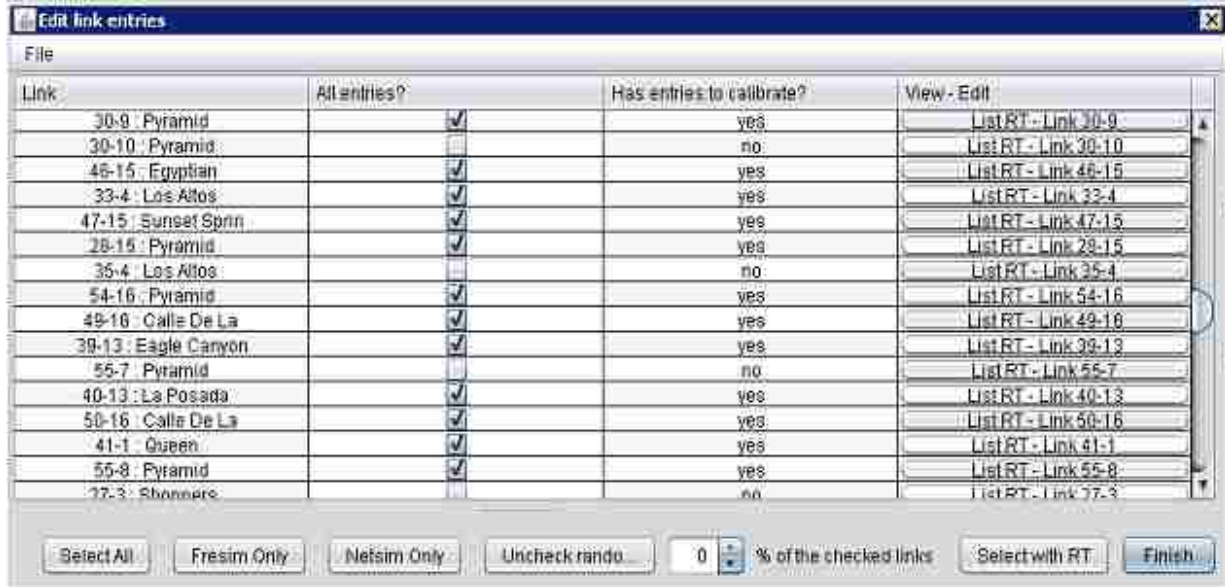 Edit link entries
File
Link All entries? Has entries to calibrate? View - Edit
30-9 : Pyramid yes List RT - Link 30-9
30-10 : Pyramid no List RT - Link 30-10
46-15 : Egyptian yes List RT - Link 46-15
33-4 : Los Altos yes List RT - Link 33-4
47-15 : Sunset Sprin yes List RT - Link 47-15
28-15 : Pyramid yes List RT - Link 28-15
35-4 : Los Altos no List RT - Link 35-4
54-16 : Pyramid yes List RT - Link 54-16
49-16 : Calle De La yes List RT - Link 49-16
39-13 : Eagle Canyon yes List RT - Link 39-13
55-7 : Pyramid no List RT - Link 55-7
40-13 : La Posada yes List RT - Link 40-13
50-16 : Calle De La yes List RT - Link 50-16
41-1 : Queen yes List RT - Link 41-1
55-8 : Pyramid yes List RT - Link 55-8
27-3 : Shoppers no List RT - Link 27-3
Select All Fresim Only Netsim Only Uncheck rando... 0 % of the checked links Select with RT Finish